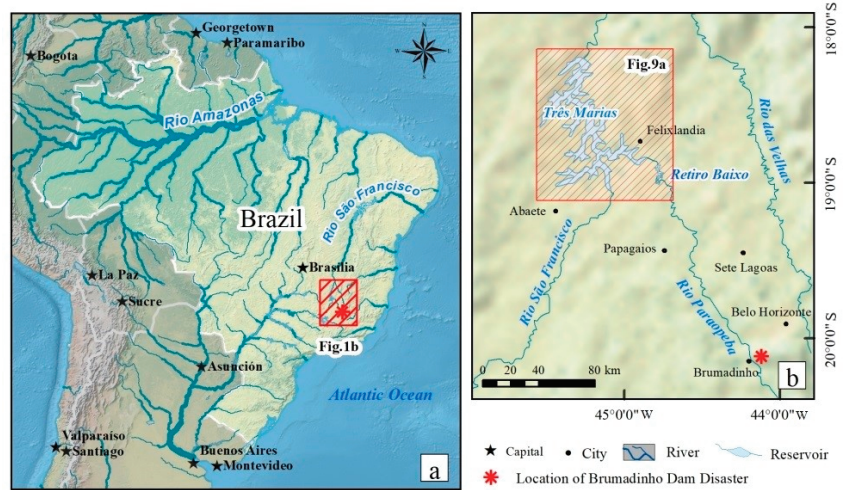 Georgetown
Paramaribo
Bogota
Rio Amazonas
Brazil
Rio São Francisco
Brasília
La Paz
Sucre
Fig.1b
Asunción
Atlantic Ocean
Valparaíso
Santiago
Buenos Aires
Montevideo
a
Fig.9a
Três Marias
Felixlandia
Retiro Baixo
Rio das Velhas
Abaete
Rio São Francisco
Papagaios
Sete Lagoas
Rio Paraopeba
Belo Horizonte
Brumadinho
0 20 40 80 km
b
18°0'0"S
19°0'0"S
20°0'0"S
45°0'0"W
44°0'0"W
Capital
City
River
Reservoir
Location of Brumadinho Dam Disaster